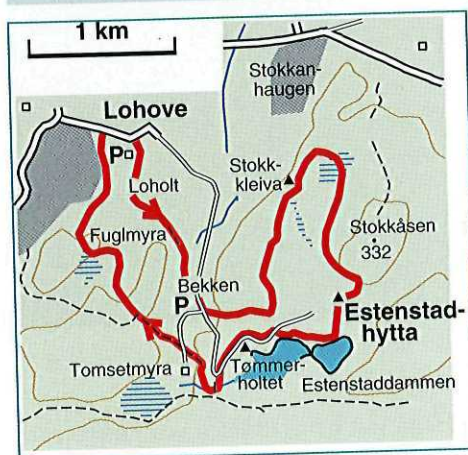 1 km
Stokkan-
haugen
Lohove
P
Loholt
Stokk-
kleiva
Fuglmyra
Stokkåsen
332
Bekken
P
Estenstad-
hytta
Tomsetmyra
Tømmer-
holtet
Estenstaddammen